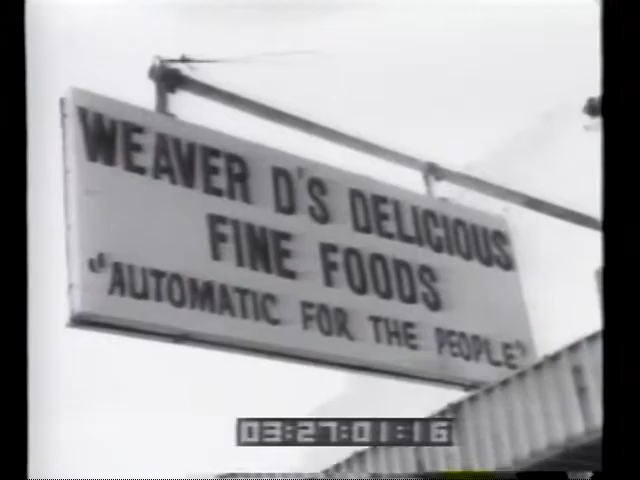 WEAVER D'S DELICIOUS
FINE FOODS
"AUTOMATIC FOR THE PEOPLE"
03:27:01:16